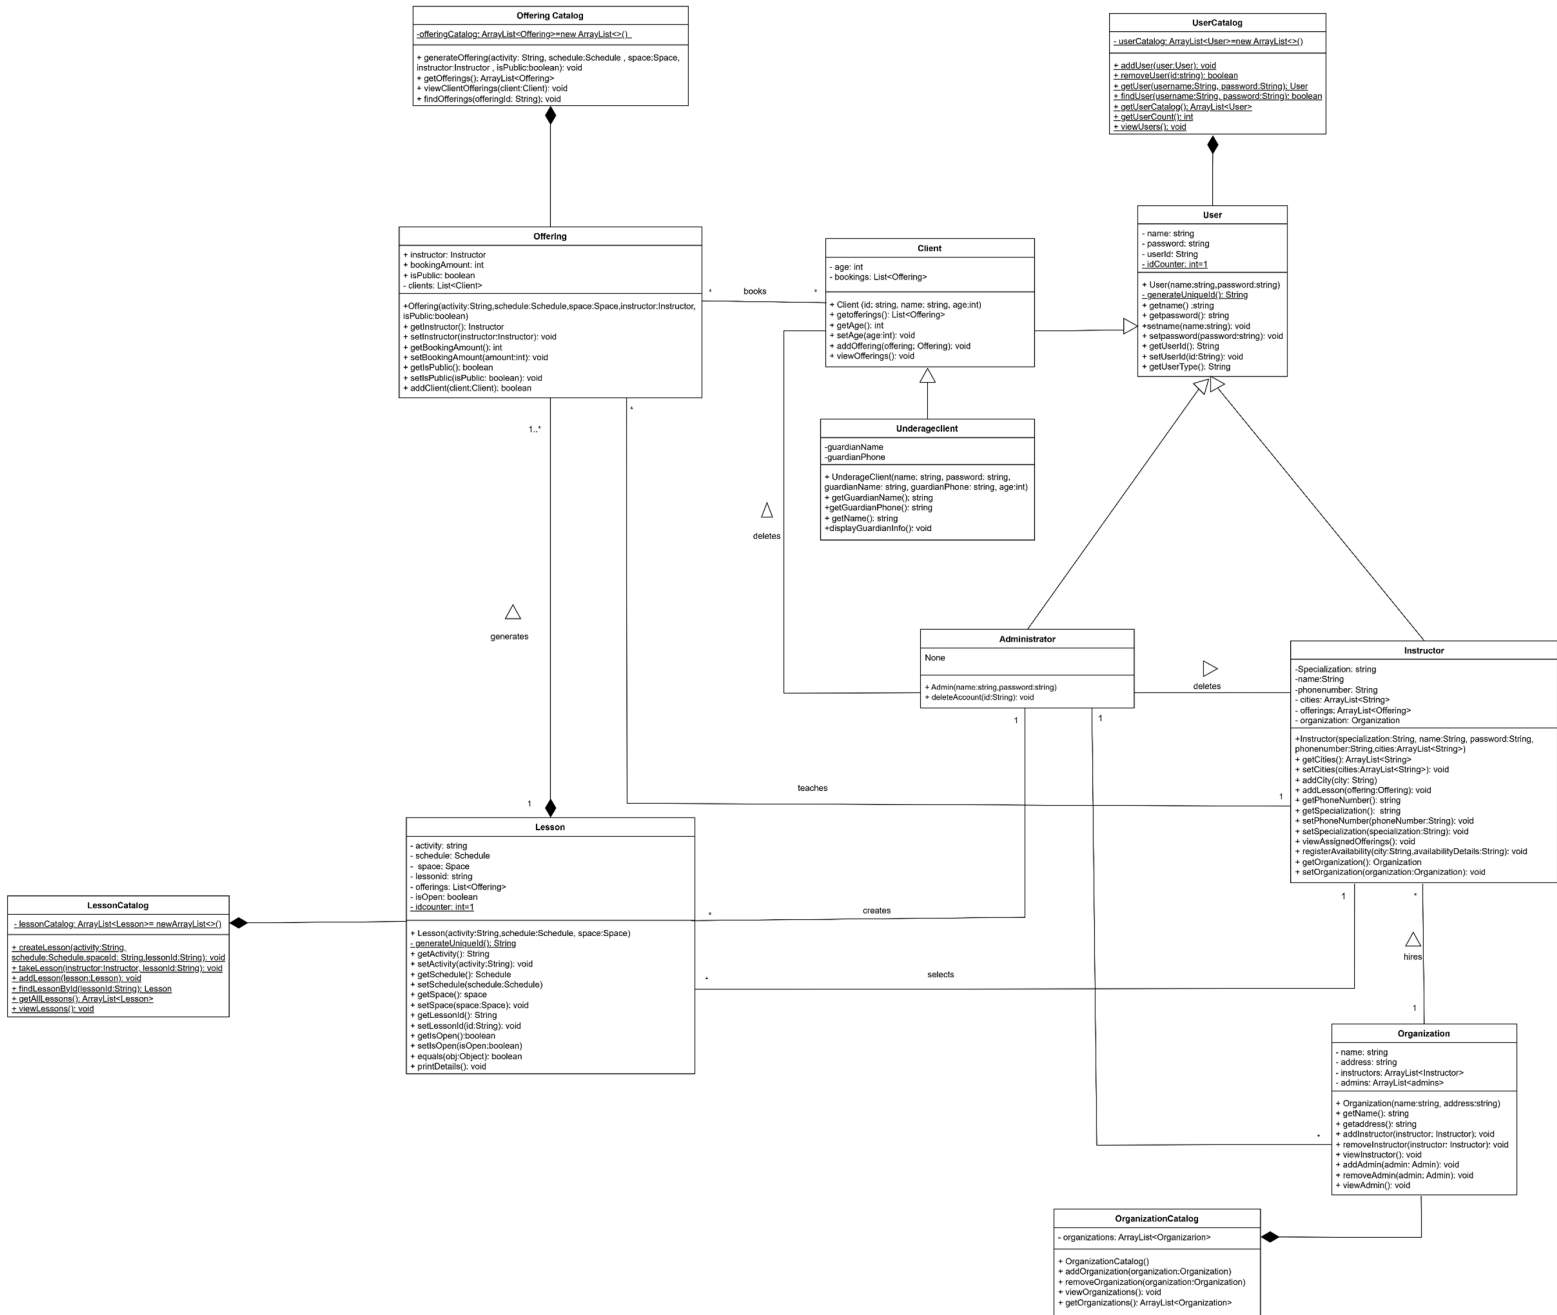 Offering Catalog
-offeringCatalog: ArrayList<Offering>=new ArrayList<>()
+ generateOffering(activity: String, schedule:Schedule , space:Space,
instructor:Instructor , isPublic:boolean): void
+ getOfferings(): ArrayList<Offering>
+ viewClientOfferings(client:Client): void
+ findOfferings(offeringId: String): void
UserCatalog
- userCatalog: ArrayList<User>=new ArrayList<>()
+ addUser(user:User): void
+ removeUser(id:string): boolean
+ getUser(username:String, password:String): User
+ findUser(username:String, password:String): boolean
+ getUserCatalog(): ArrayList<User>
+ getUserCount(): int
+ viewUsers(): void
Offering
+ instructor: Instructor
+ bookingAmount: int
+ isPublic: boolean
- clients: List<Client>
+Offering(activity:String,schedule:Schedule,space:Space,instructor:Instructor,
isPublic:boolean)
+ getInstructor(): Instructor
+ setInstructor(instructor:Instructor): void
+ getBookingAmount(): int
+ setBookingAmount(amount:int): void
+ getIsPublic(): boolean
+ setIsPublic(isPublic: boolean): void
+ addClient(client:Client): boolean
* books *
Client
- age: int
- bookings: List<Offering>
+ Client (id: string, name: string, age:int)
+ getofferings(): List<Offering>
+ getAge(): int
+ setAge(age:int): void
+ addOffering(offering: Offering): void
+ viewOfferings(): void
User
- name: string
- password: string
- userId: String
- idCounter: int=1
+ User(name:string,password:string)
- generateUniqueId(): String
+ getname() :string
+ getpassword(): string
+setname(name:string): void
+ setpassword(password:string): void
+ getUserId(): String
+ setUserId(id:String): void
+ getUserType(): String
1..*
*
Underageclient
-guardianName
-guardianPhone
+ UnderageClient(name: string, password: string,
guardianName: string, guardianPhone: string, age:int)
+ getGuardianName(): string
+getGuardianPhone(): string
+ getName(): string
+displayGuardianInfo(): void
deletes
generates
Administrator
None
+ Admin(name:string,password:string)
+ deleteAccount(id:String): void
deletes
1
1
Instructor
-Specialization: string
-name:String
-phonenumber: String
- cities: ArrayList<String>
- offerings: ArrayList<Offering>
- organization: Organization
+Instructor(specialization:String, name:String, password:String,
phonenumber:String,cities:ArrayList<String>)
+ getCities(): ArrayList<String>
+ setCities(cities:ArrayList<String>): void
+ addCity(city: String)
+ addLesson(offering:Offering): void
+ getPhoneNumber(): string
+ getSpecialization(): string
+ setPhoneNumber(phoneNumber:String): void
+ setSpecialization(specialization:String): void
+ viewAssignedOfferings(): void
+ registerAvailability(city:String,availabilityDetails:String): void
+ getOrganization(): Organization
+ setOrganization(organization:Organization): void
teaches
1
1
Lesson
- activity: string
- schedule: Schedule
- space: Space
- lessonid: string
- offerings: List<Offering>
- isOpen: boolean
- idcounter: int=1
+ Lesson(activity:String,schedule:Schedule, space:Space)
- generateUniqueId(): String
+ getActivity(): String
+ setActivity(activity:String): void
+ getSchedule(): Schedule
+ setSchedule(schedule:Schedule)
+ getSpace(): space
+ setSpace(space:Space): void
+ getLessonId(): String
+ setLessonId(id:String): void
+ getIsOpen():boolean
+ setIsOpen(isOpen:boolean)
+ equals(obj:Object): boolean
+ printDetails(): void
LessonCatalog
- lessonCatalog: ArrayList<Lesson>= newArrayList<>()
+ createLesson(activity:String,
schedule:Schedule,spaceId: String,lessonId:String): void
+ takeLesson(instructor:Instructor, lessonId:String): void
+ addLesson(lesson:Lesson): void
+ findLessonById(lessonId:String): Lesson
+ getAllLessons(): ArrayList<Lesson>
+ viewLessons(): void
* creates
* selects
1
*
hires
1
Organization
- name: string
- address: string
- instructors: ArrayList<Instructor>
- admins: ArrayList<admins>
+ Organization(name:string, address:string)
+ getName(): string
+ getaddress(): string
+ addInstructor(instructor: Instructor): void
+ removeInstructor(instructor: Instructor): void
+ viewInstructor(): void
+ addAdmin(admin: Admin): void
+ removeAdmin(admin: Admin): void
+ viewAdmin(): void
*
OrganizationCatalog
- organizations: ArrayList<Organizarion>
+ OrganizationCatalog()
+ addOrganization(organization:Organization)
+ removeOrganization(organization:Organization)
+ viewOrganizations(): void
+ getOrganizations(): ArrayList<Organization>